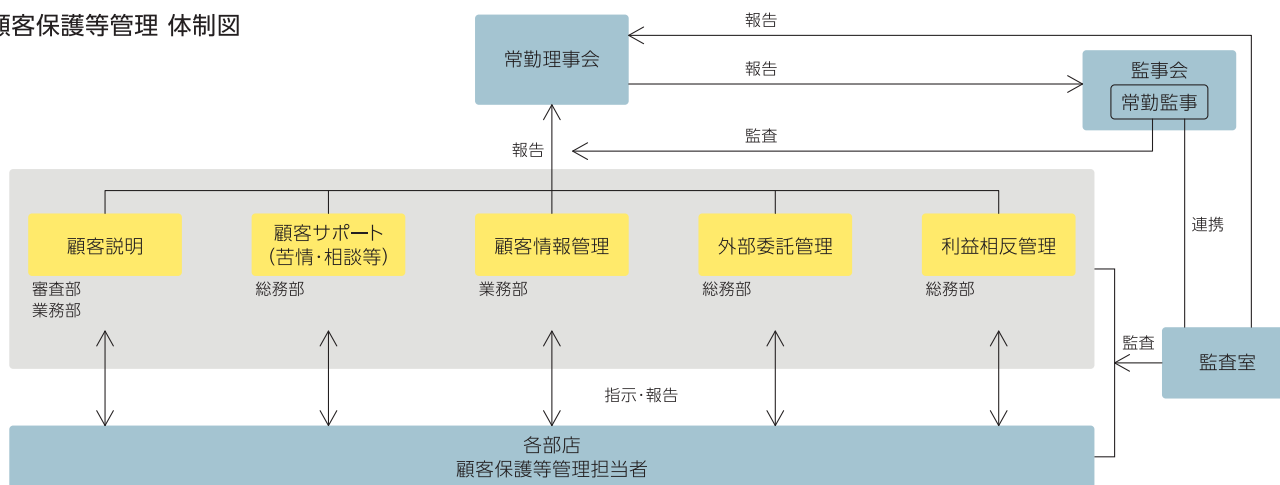 顧客保護等管理 体制図
報告
常勤理事会
報告
監事会
常勤監事
監査
報告
連携
顧客説明
顧客サポート
(苦情・相談等)
顧客情報管理
外部委託管理
利益相反管理
審査部
業務部
総務部
業務部
総務部
総務部
監査
監査室
指示・報告
各部店
顧客保護等管理担当者